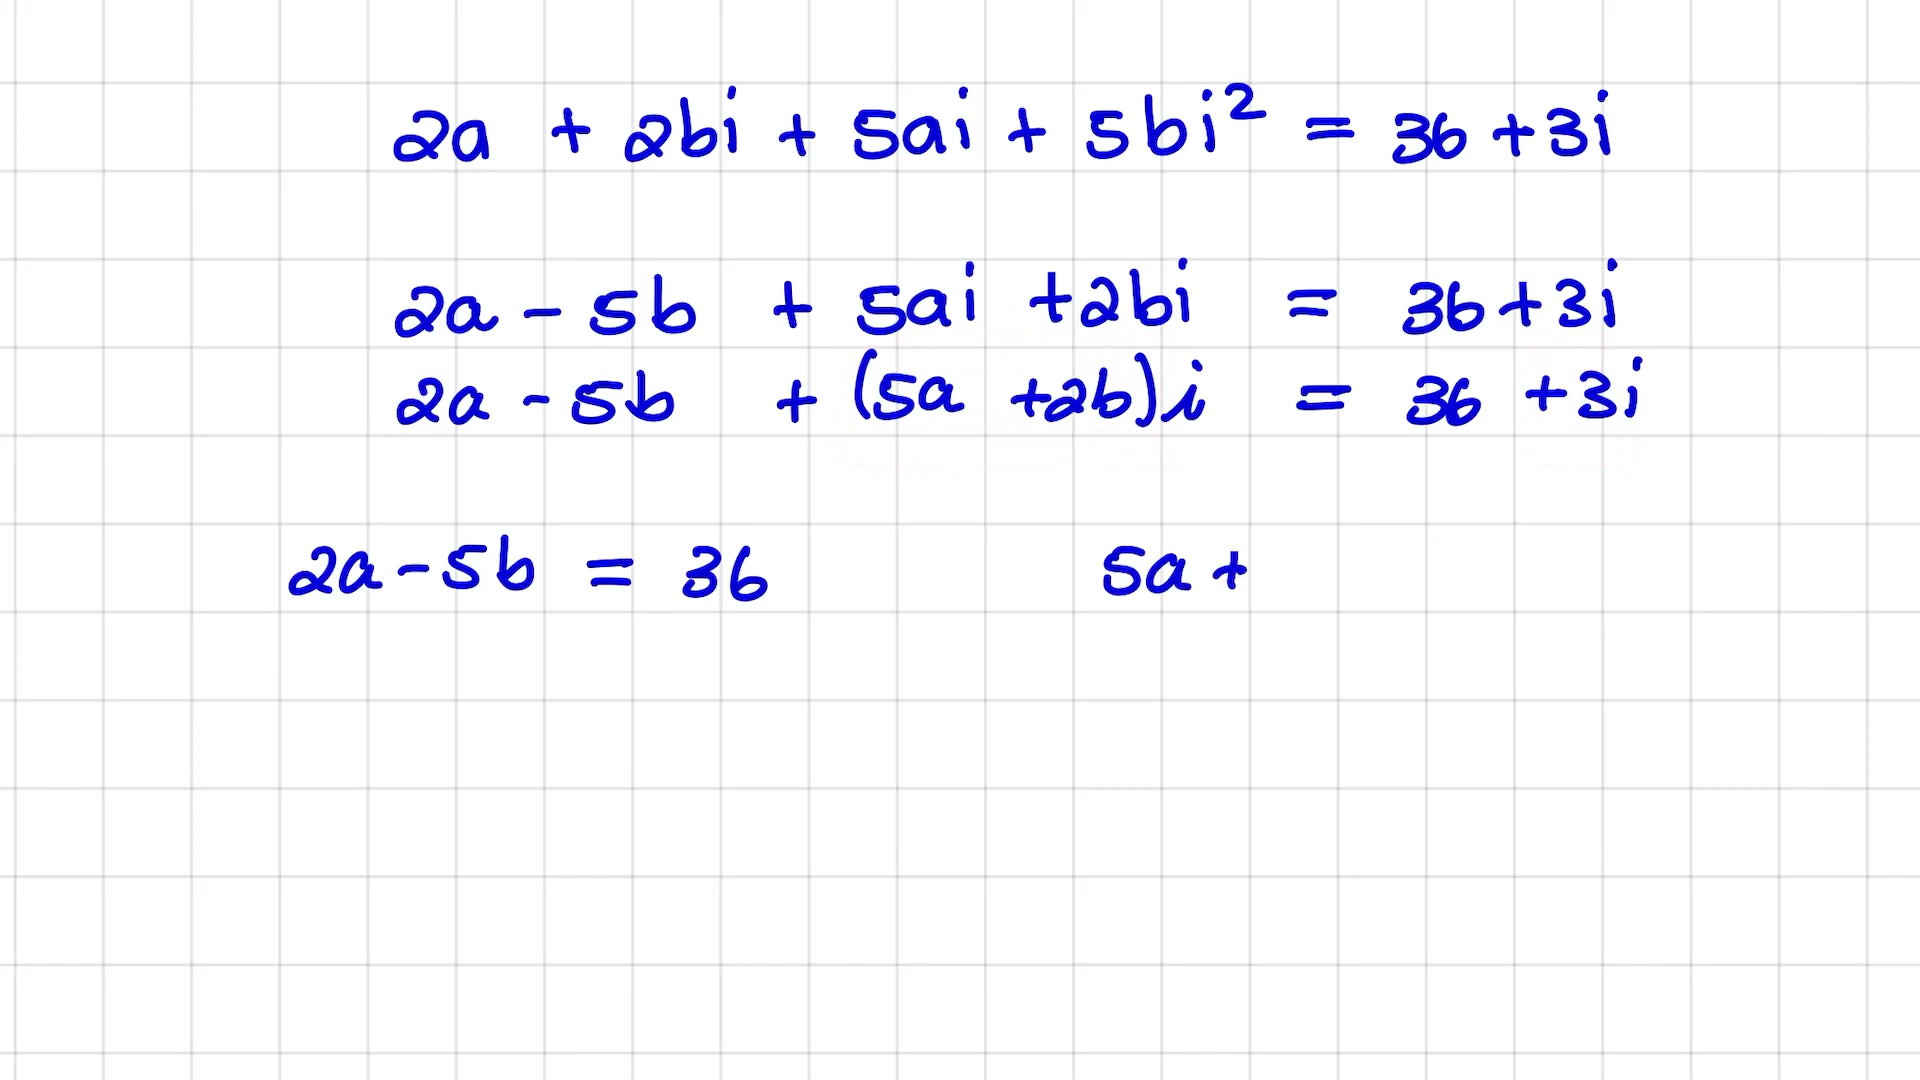 2a + 2bi + 5ai + 5bi² = 36 + 3i
2a - 5b + 5ai + 2bi = 36 + 3i
2a - 5b + (5a + 2b)i = 36 + 3i
2a - 5b = 36 5a +